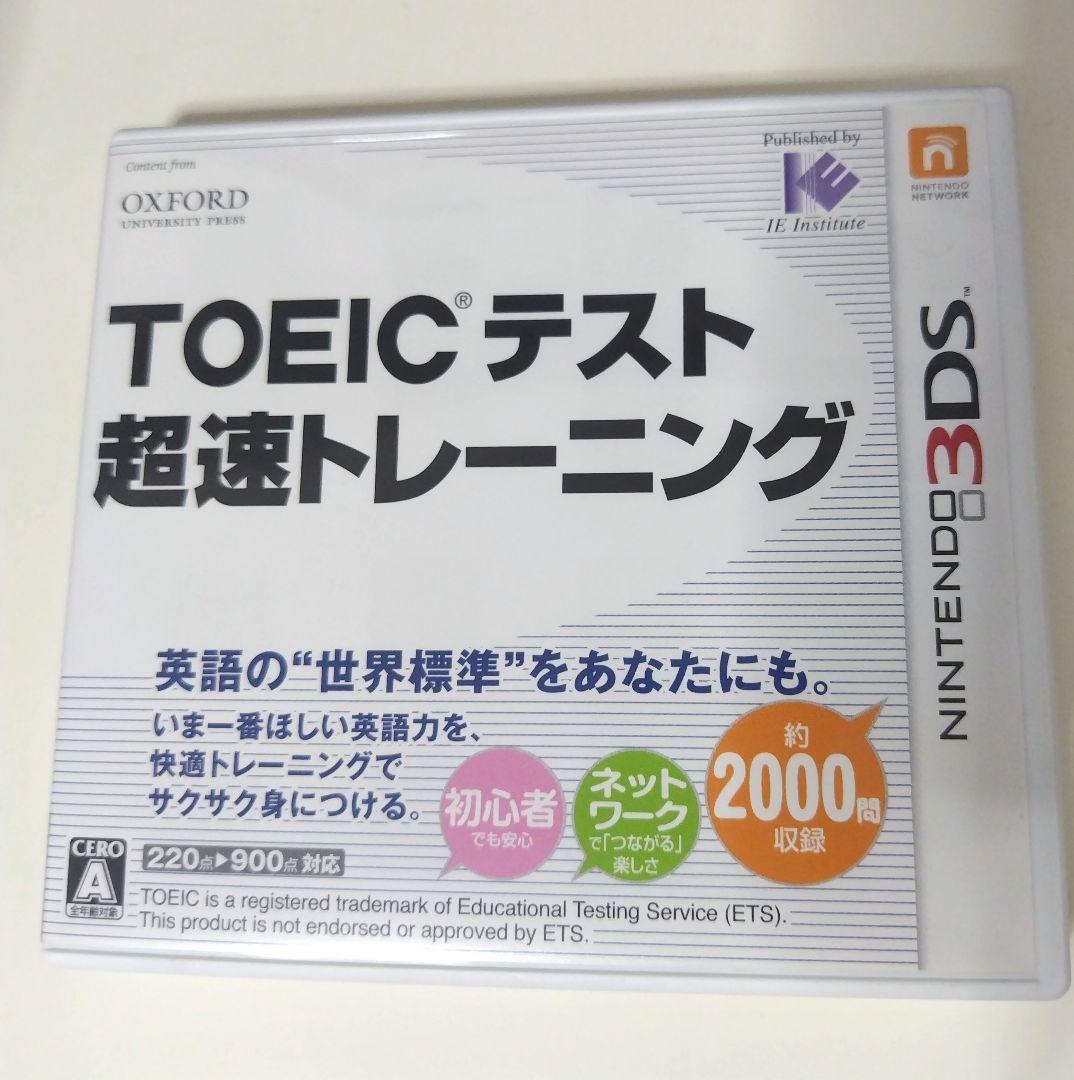 Content from
OXFORD
UNIVERSITY PRESS
Published by
IE
IE Institute
n
NINTENDO
NETWORK
TOEIC®テスト
超速トレーニング
NINTENDO3DS™
英語の“世界標準”をあなたにも。
いま一番ほしい英語力を、
快適トレーニングで
サクサク身につける。
初心者
でも安心
ネット
ワーク
で「つながる」
楽しさ
約
2000問
収録
CERO
A
全年齢対象
220点▶900点対応
TOEIC is a registered trademark of Educational Testing Service (ETS).
This product is not endorsed or approved by ETS.